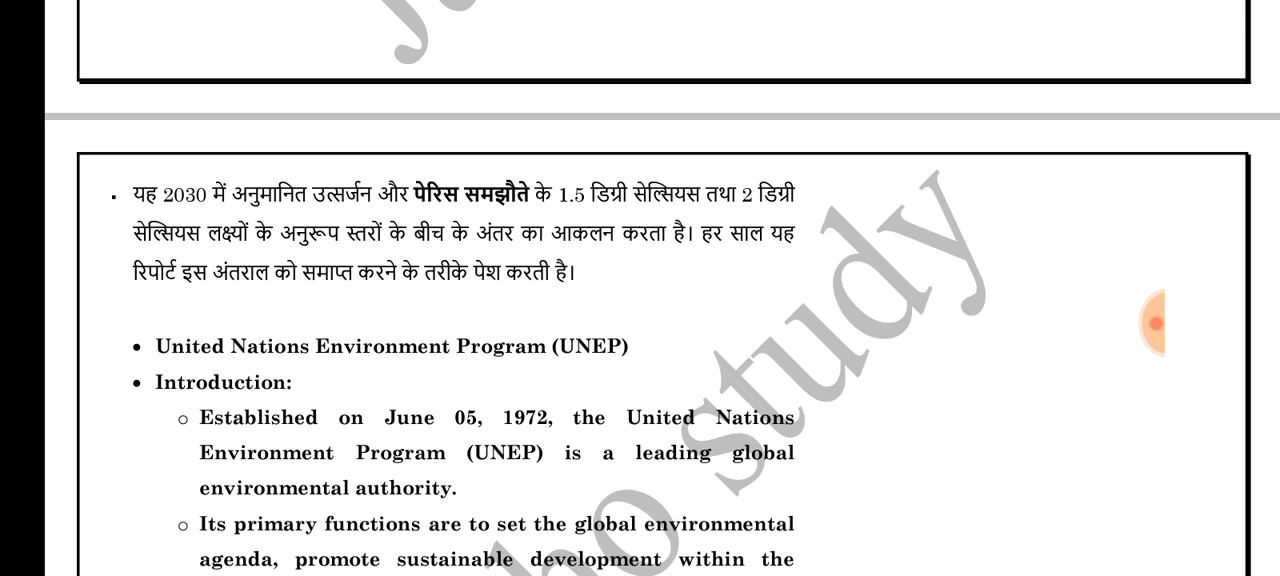 ▪ यह 2030 में अनुमानित उत्सर्जन और पेरिस समझौते के 1.5 डिग्री सेल्सियस तथा 2 डिग्री
सेल्सियस लक्ष्यों के अनुरूप स्तरों के बीच के अंतर का आकलन करता है। हर साल यह
रिपोर्ट इस अंतराल को समाप्त करने के तरीके पेश करती है।
• United Nations Environment Program (UNEP)
• Introduction:
○ Established on June 05, 1972, the United Nations
Environment Program (UNEP) is a leading global
environmental authority.
○ Its primary functions are to set the global environmental
agenda, promote sustainable development within the
study